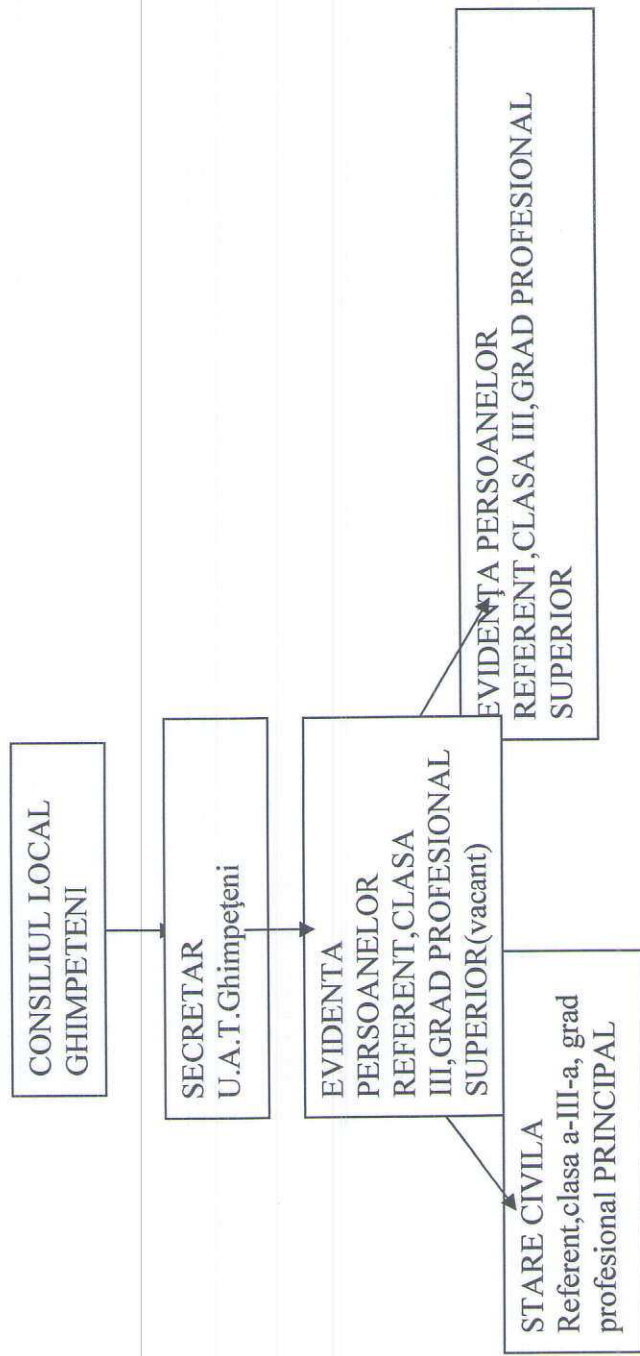 CONSILIUL LOCAL
GHIMPETENI
SECRETAR
U.A.T.Ghimpețeni
EVIDENTA
PERSOANELOR
REFERENT,CLASA
III,GRAD PROFESIONAL
SUPERIOR(vacant)
STARE CIVILA
Referent,clasa a-III-a, grad
profesional PRINCIPAL
EVIDENȚA PERSOANELOR
REFERENT,CLASA III,GRAD PROFESIONAL
SUPERIOR